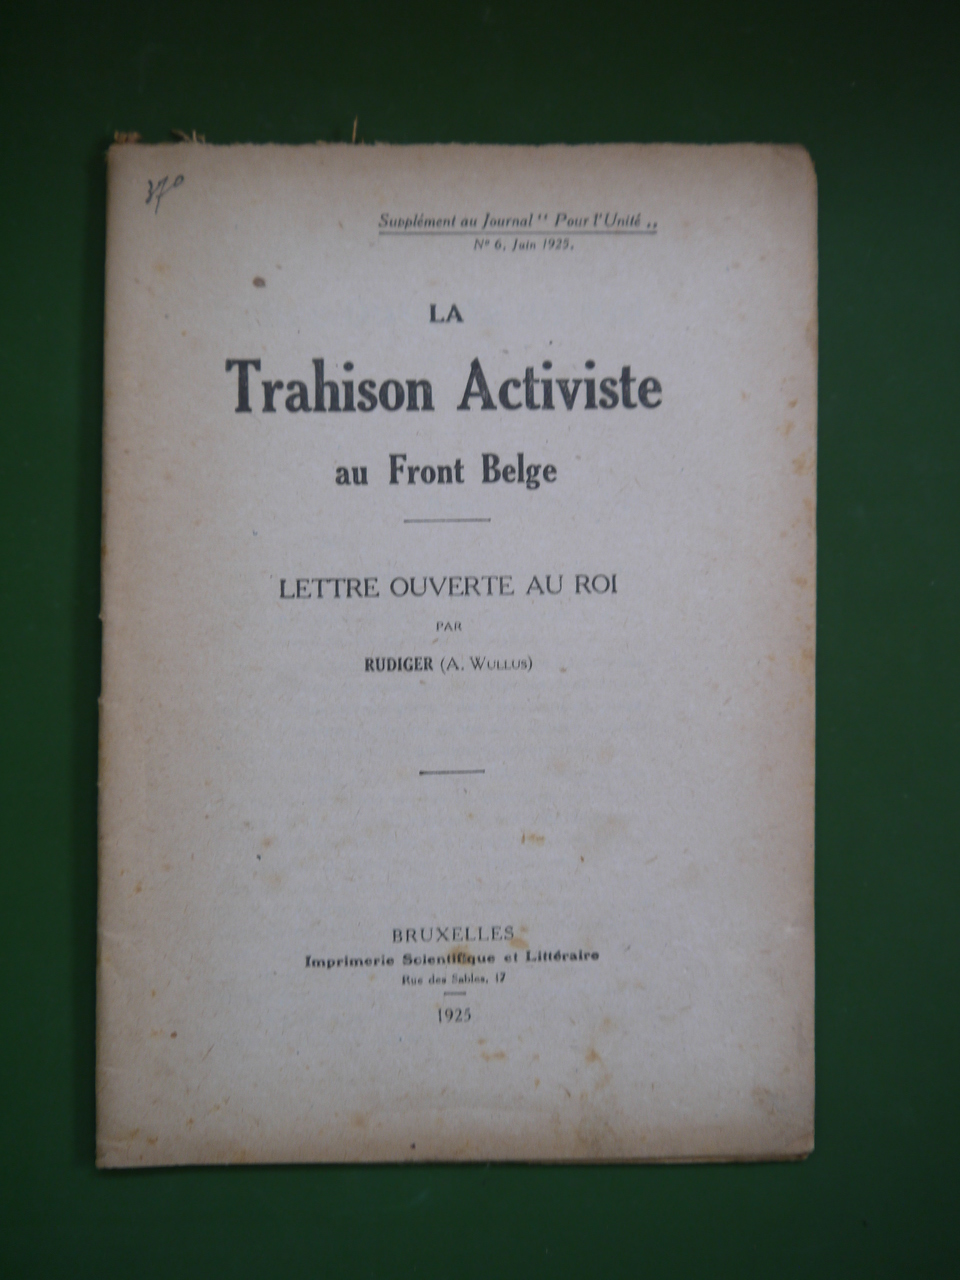 370
Supplément au Journal " Pour l'Unité „
N° 6, Juin 1925.
LA
Trahison Activiste
au Front Belge
LETTRE OUVERTE AU ROI
PAR
RUDIGER (A. WULLUS)
BRUXELLES
Imprimerie Scientifique et Littéraire
Rue des Sables, 17
1925